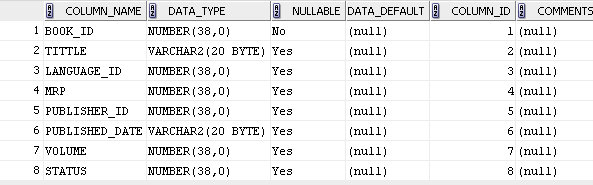 COLUMN_NAME DATA_TYPE NULLABLE DATA_DEFAULT COLUMN_ID COMMENTS
1 BOOK_ID NUMBER(38,0) No (null) 1 (null)
2 TITTLE VARCHAR2(20 BYTE) Yes (null) 2 (null)
3 LANGUAGE_ID NUMBER(38,0) Yes (null) 3 (null)
4 MRP NUMBER(38,0) Yes (null) 4 (null)
5 PUBLISHER_ID NUMBER(38,0) Yes (null) 5 (null)
6 PUBLISHED_DATE VARCHAR2(20 BYTE) Yes (null) 6 (null)
7 VOLUME NUMBER(38,0) Yes (null) 7 (null)
8 STATUS NUMBER(38,0) Yes (null) 8 (null)